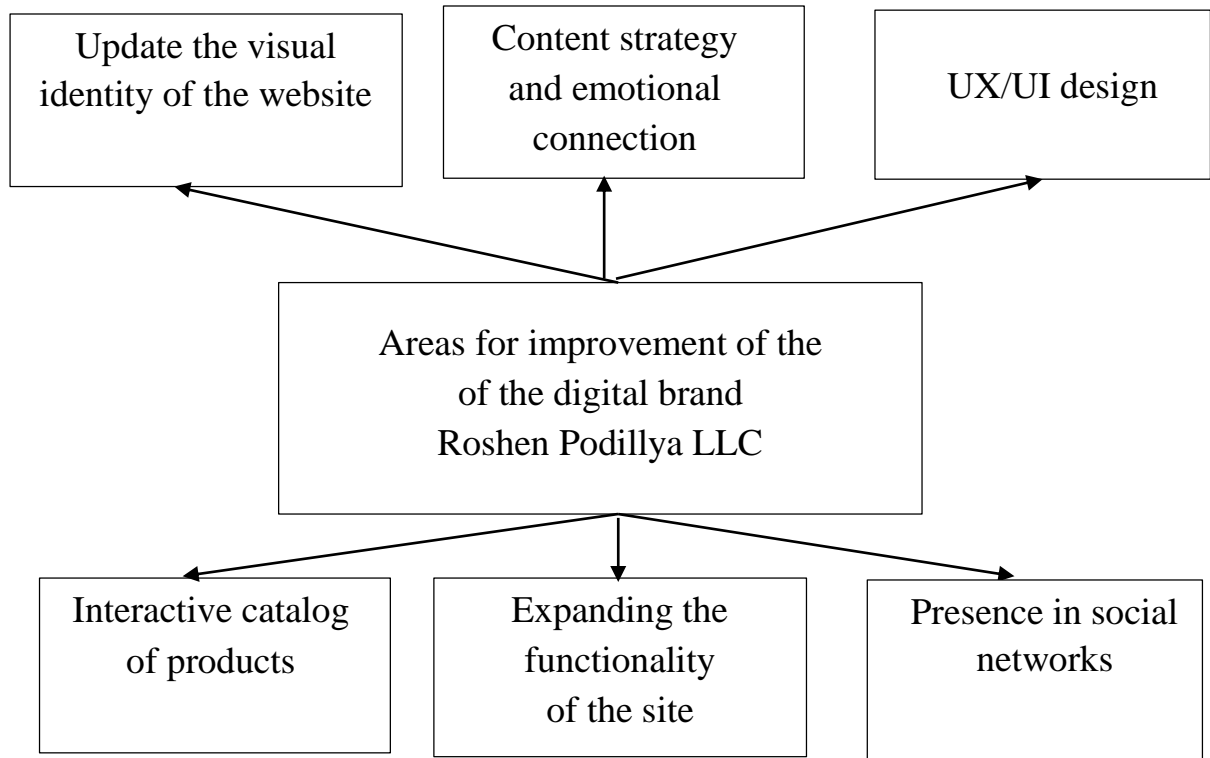 Update the visual
identity of the website
Content strategy
and emotional
connection
UX/UI design
Areas for improvement of the
of the digital brand
Roshen Podillya LLC
Interactive catalog
of products
Expanding the
functionality
of the site
Presence in social
networks